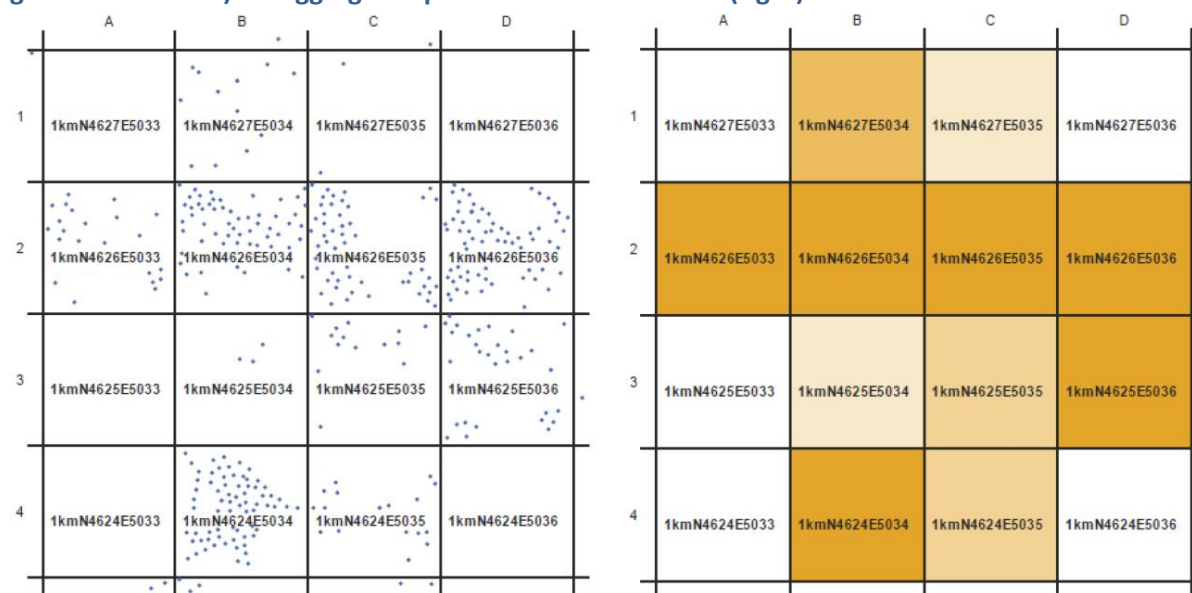 A B C D
1 1kmN4627E5033 1kmN4627E5034 1kmN4627E5035 1kmN4627E5036
2 1kmN4626E5033 1kmN4626E5034 1kmN4626E5035 1kmN4626E5036
3 1kmN4625E5033 1kmN4625E5034 1kmN4625E5035 1kmN4625E5036
4 1kmN4624E5033 1kmN4624E5034 1kmN4624E5035 1kmN4624E5036
A B C D
1 1kmN4627E5033 1kmN4627E5034 1kmN4627E5035 1kmN4627E5036
2 1kmN4626E5033 1kmN4626E5034 1kmN4626E5035 1kmN4626E5036
3 1kmN4625E5033 1kmN4625E5034 1kmN4625E5035 1kmN4625E5036
4 1kmN4624E5033 1kmN4624E5034 1kmN4624E5035 1kmN4624E5036